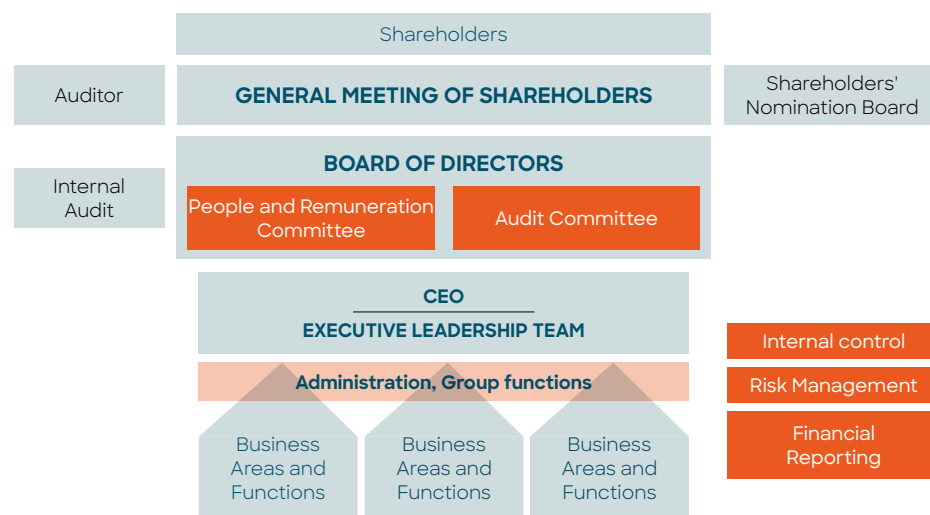 Shareholders
Auditor
GENERAL MEETING OF SHAREHOLDERS
Shareholders'
Nomination Board
BOARD OF DIRECTORS
Internal
Audit
People and Remuneration
Committee
Audit Committee
CEO
EXECUTIVE LEADERSHIP TEAM
Internal control
Administration, Group functions
Risk Management
Financial
Reporting
Business
Areas and
Functions
Business
Areas and
Functions
Business
Areas and
Functions